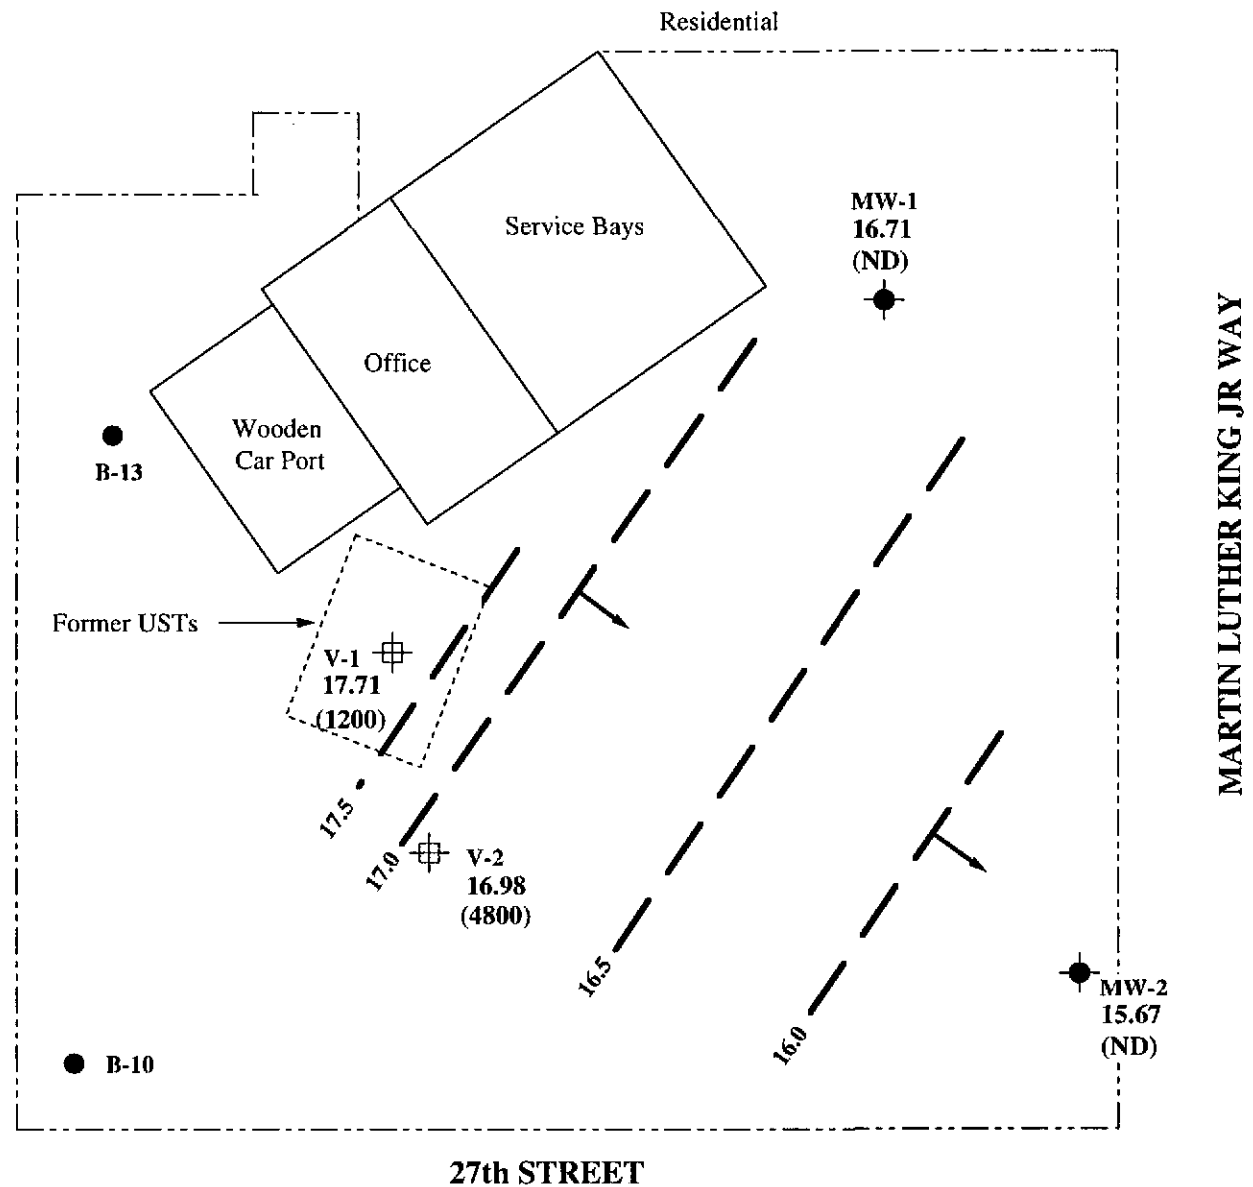 Residential
MW-1
16.71
(ND)
Service Bays
Office
Wooden
Car Port
B-13
MARTIN LUTHER KING JR WAY
Former USTs
V-1
17.71
(1200)
17.5
17.0
V-2
16.98
(4800)
16.5
16.0
MW-2
15.67
(ND)
B-10
27th STREET